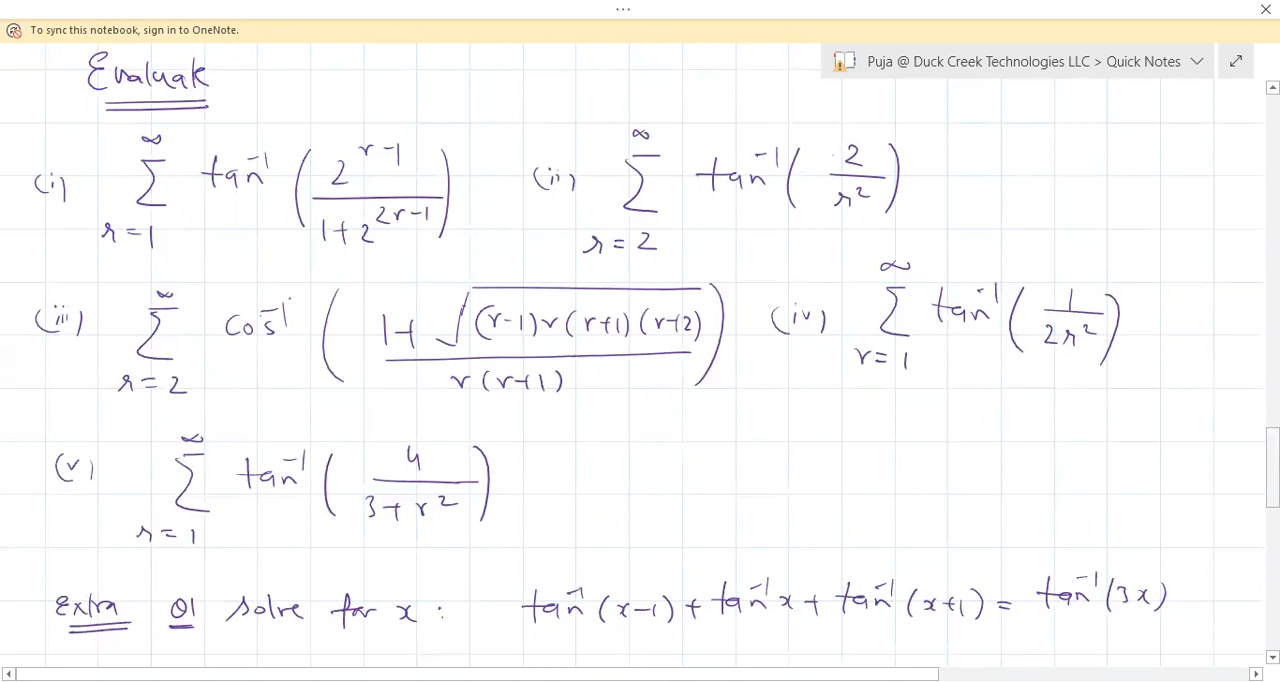 ...
To sync this notebook, sign in to OneNote.
Puja @ Duck Creek Technologies LLC > Quick Notes
Evaluate
(i) ∞ Σ r=1 tan⁻¹ (2^(r-1) / 1+2^(2r-1)) (ii) ∞ Σ r=2 tan⁻¹ (2 / r²)
(iii) ∞ Σ r=2 cos⁻¹ (1+√(r-1)r(r+1)(r+2) / r(r+1)) (iv) ∞ Σ r=1 tan⁻¹ (1 / 2r²)
(v) ∞ Σ r=1 tan⁻¹ (4 / 3+r²)
Extra Q1 solve for x : tan⁻¹(x-1) + tan⁻¹x + tan⁻¹(x+1) = tan⁻¹(3x)